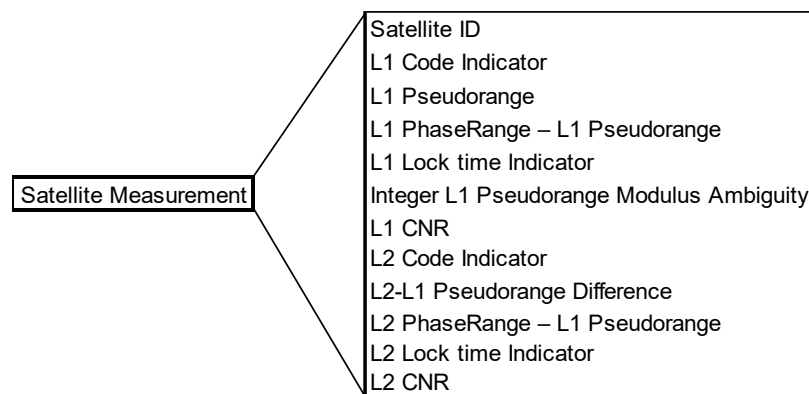 Satellite ID
L1 Code Indicator
L1 Pseudorange
L1 PhaseRange – L1 Pseudorange
L1 Lock time Indicator
Satellite Measurement
Integer L1 Pseudorange Modulus Ambiguity
L1 CNR
L2 Code Indicator
L2-L1 Pseudorange Difference
L2 PhaseRange – L1 Pseudorange
L2 Lock time Indicator
L2 CNR